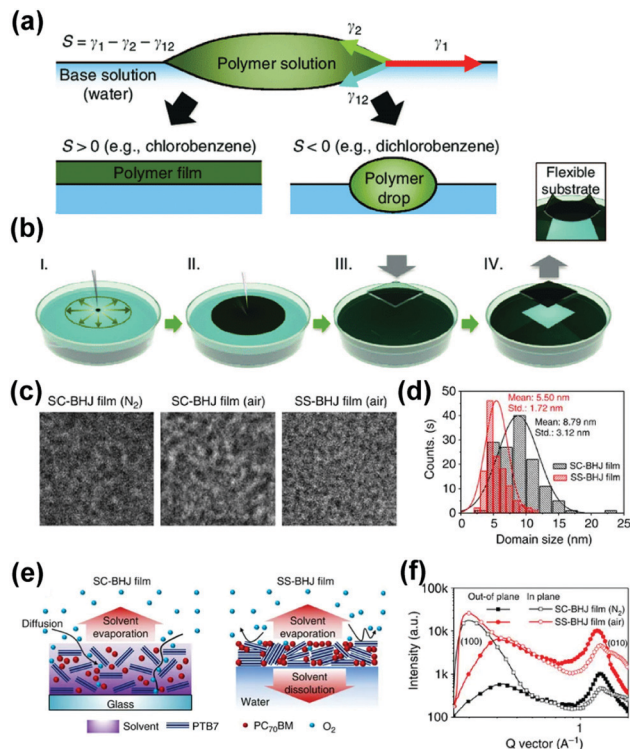 (a)
S = γ1 − γ2 − γ12
γ2
γ1
Polymer solution
Base solution
(water)
γ12
S > 0 (e.g., chlorobenzene)
S < 0 (e.g., dichlorobenzene)
Polymer film
Polymer
drop
Flexible
substrate
(b)
I.
II.
III.
IV.
(c)
SC-BHJ film (N2)
SC-BHJ film (air)
SS-BHJ film (air)
(d)
Counts. (s)
50
40
30
20
10
0
Mean: 5.50 nm
Std.: 1.72 nm
Mean: 8.79 nm
Std.: 3.12 nm
SC-BHJ film
SS-BHJ film
0
5
10
15
20
25
Domain size (nm)
(e)
SC-BHJ film
SS-BHJ film
Diffusion
Solvent
evaporation
Solvent
evaporation
Solvent
dissolution
Glass
Water
Solvent
PTB7
PC70BM
O2
(f)
Intensity (a.u.)
100k
10k
1k
100
Out-of plane
In plane
SC-BHJ film (N2)
SS-BHJ film (air)
(100)
(010)
1
Q vector (A−1)